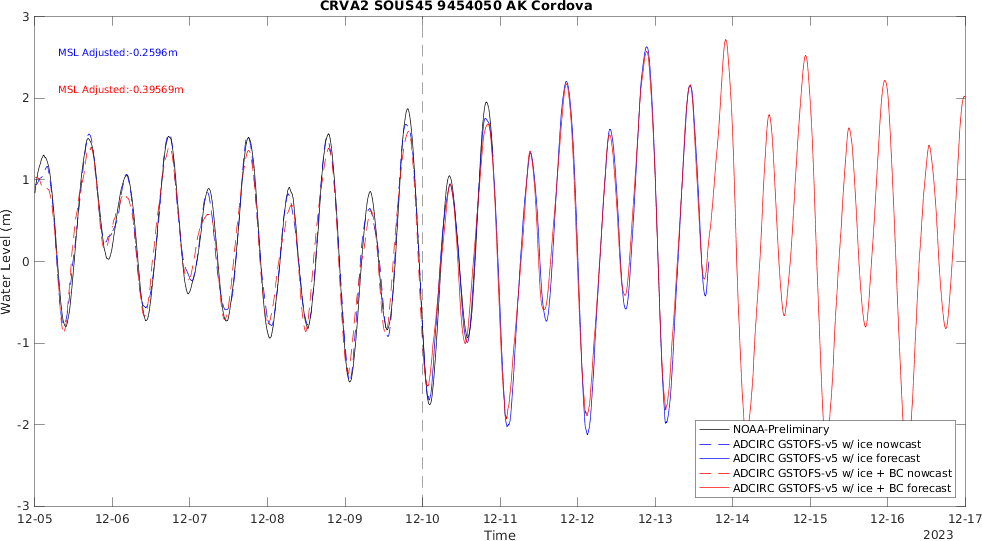 CRVA2 SOUS45 9454050 AK Cordova
3
MSL Adjusted:-0.2596m
MSL Adjusted:-0.39569m
2
1
0
-1
-2
-3
Water Level (m)
NOAA-Preliminary
ADCIRC GSTOFS-v5 w/ ice nowcast
ADCIRC GSTOFS-v5 w/ ice forecast
ADCIRC GSTOFS-v5 w/ ice + BC nowcast
ADCIRC GSTOFS-v5 w/ ice + BC forecast
12-05 12-06 12-07 12-08 12-09 12-10 12-11 12-12 12-13 12-14 12-15 12-16 12-17
Time
2023